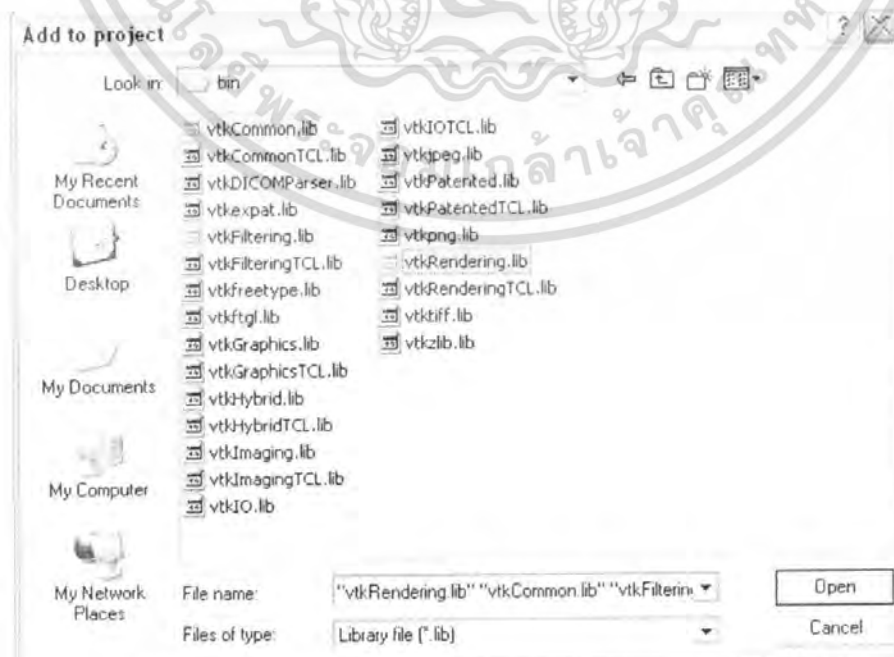 Add to project
Look in: bin
My Recent Documents
Desktop
My Documents
My Computer
My Network Places
vtkCommon.lib
vtkCommonTCL.lib
vtkDICOMParser.lib
vtkexpat.lib
vtkFiltering.lib
vtkFilteringTCL.lib
vtkfreetype.lib
vtkftgl.lib
vtkGraphics.lib
vtkGraphicsTCL.lib
vtkHybrid.lib
vtkHybridTCL.lib
vtkImaging.lib
vtkImagingTCL.lib
vtkIO.lib
vtkIOTCL.lib
vtkjpeg.lib
vtkPatented.lib
vtkPatentedTCL.lib
vtkpng.lib
vtkRendering.lib
vtkRenderingTCL.lib
vtktiff.lib
vtkzlib.lib
File name: "vtkRendering.lib" "vtkCommon.lib" "vtkFilterin
Open
Files of type: Library file (*.lib)
Cancel